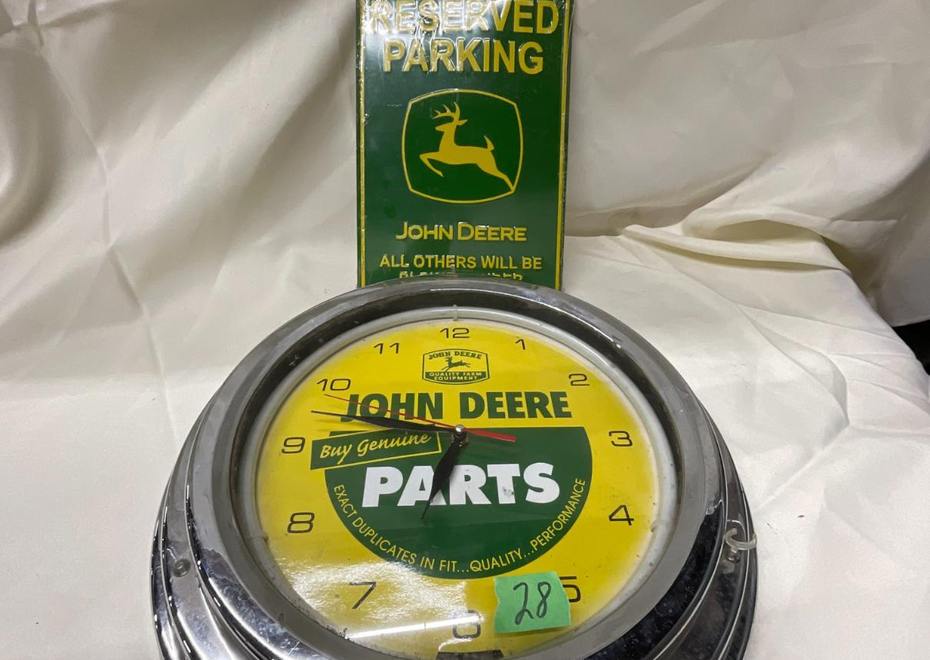 RESERVED
PARKING
JOHN DEERE
ALL OTHERS WILL BE
12
11
1
JOHN DEERE
QUALITY FARM
EQUIPMENT
10
2
JOHN DEERE
9
Buy Genuine
3
PARTS
8
4
EXACT DUPLICATES IN FIT...QUALITY...PERFORMANCE
7
28
5
6